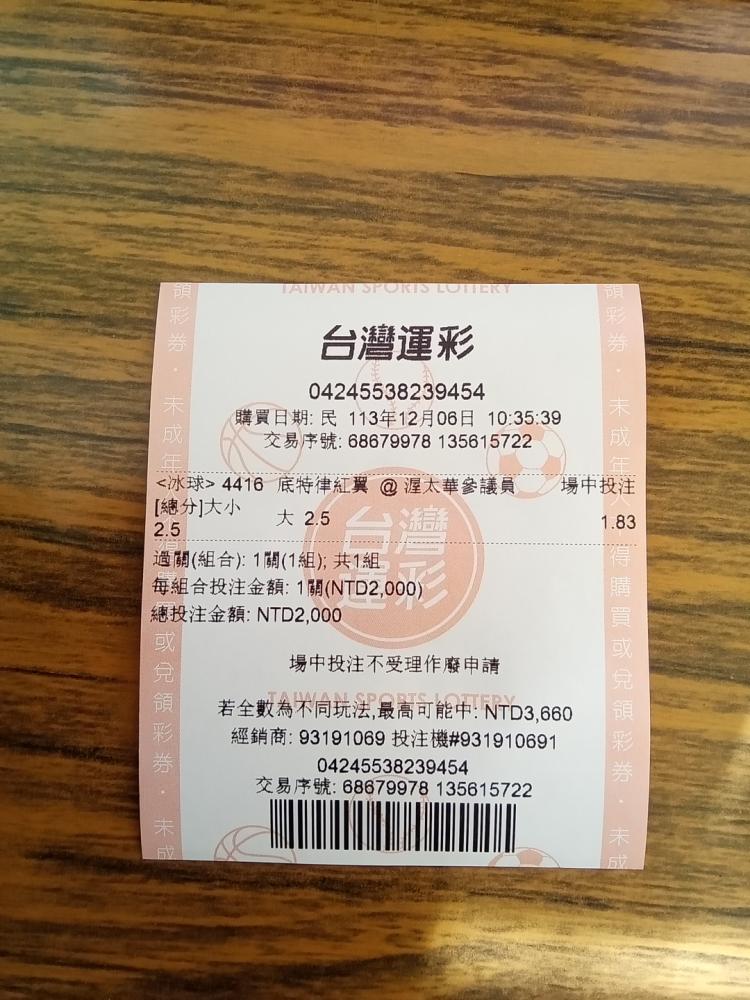 TAIWAN SPORTS LOTTERY
台灣運彩
04245538239454
購買日期: 民 113年12月06日 10:35:39
交易序號: 68679978 135615722
<冰球> 4416 底特律紅翼 @ 渥太華參議員 場中投注
[總分]大小
2.5 大 2.5 1.83
台灣
運彩
過關(組合): 1關(1組); 共1組
每組合投注金額: 1關(NTD2,000)
總投注金額: NTD2,000
場中投注不受理作廢申請
TAIWAN SPORTS LOTTERY
若全數為不同玩法,最高可能中: NTD3,660
經銷商: 93191069 投注機#931910691
04245538239454
交易序號: 68679978 135615722
領彩券・未成年
購買或兌領彩券・未成
領彩券・未成年
得購買或兌領彩券・未成